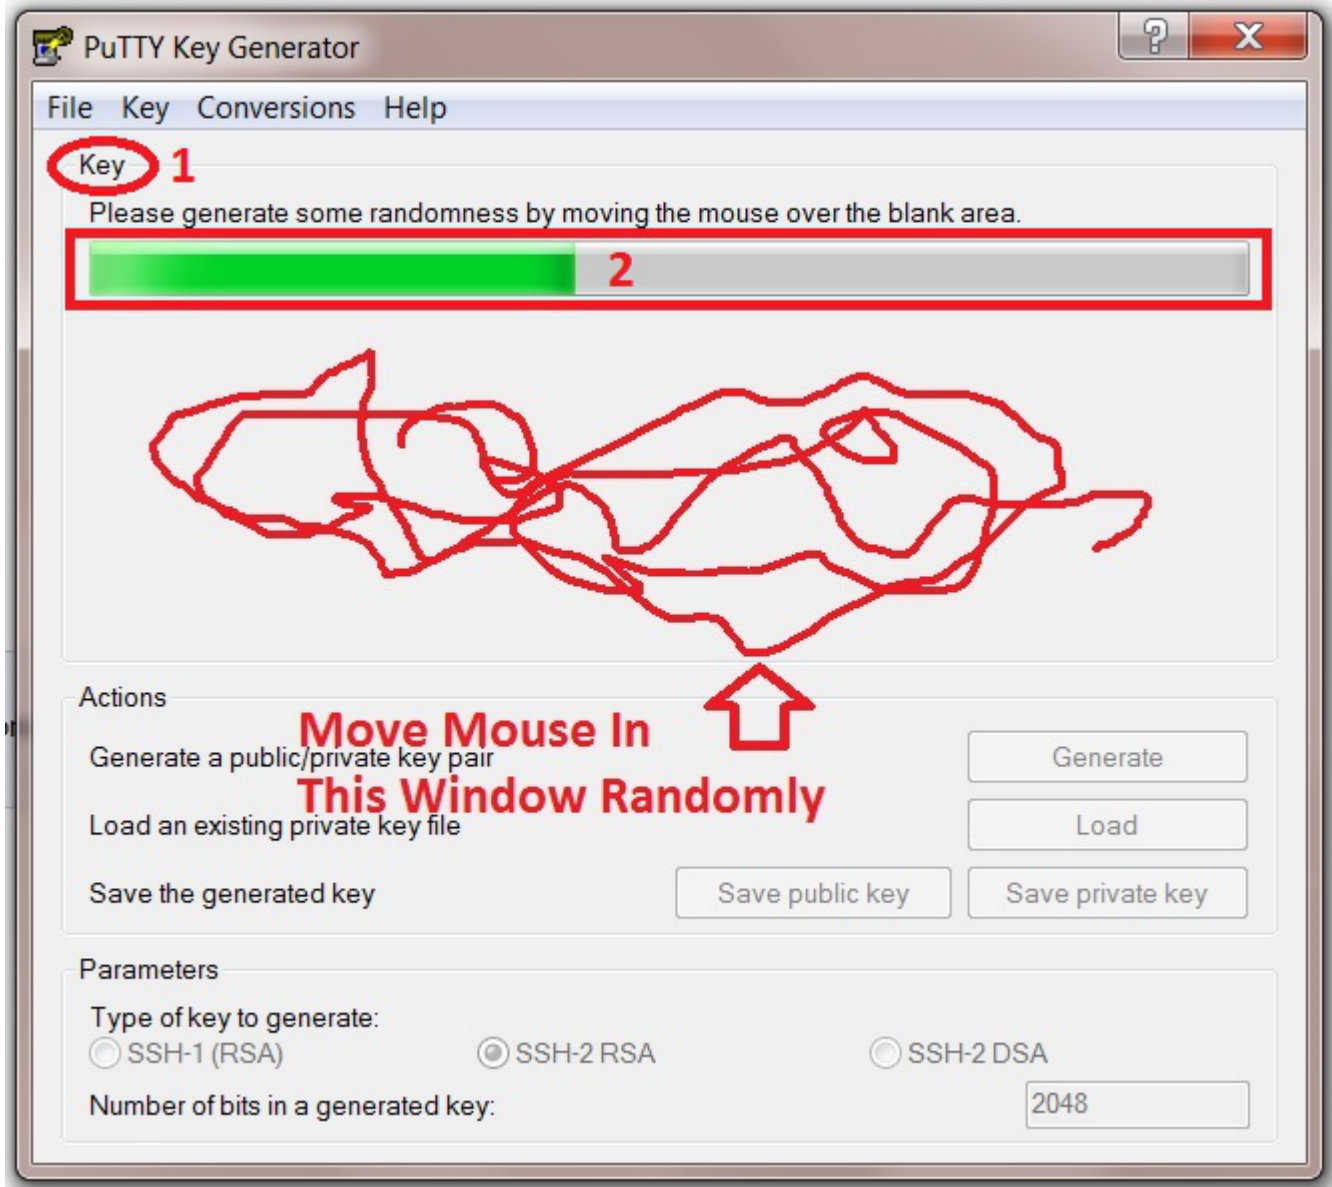 PuTTY Key Generator
File Key Conversions Help
Key 1
Please generate some randomness by moving the mouse over the blank area.
2
Actions
Move Mouse In
Generate a public/private key pair Generate
This Window Randomly
Load an existing private key file Load
Save the generated key Save public key Save private key
Parameters
Type of key to generate:
SSH-1 (RSA) SSH-2 RSA SSH-2 DSA
Number of bits in a generated key: 2048